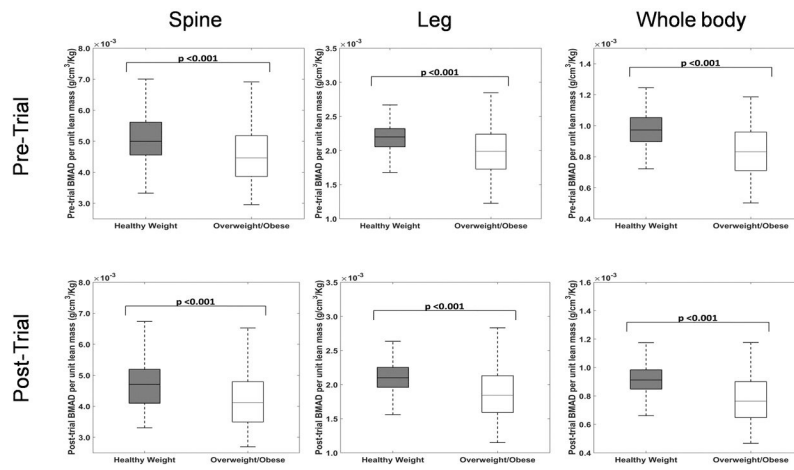 Spine
Leg
Whole body
Pre-Trial
Pre-trial BMAD per unit lean mass (g/cm³/Kg)
×10⁻³
8.0
7.0
6.0
5.0
4.0
3.0
p <0.001
Healthy Weight
Overweight/Obese
Pre-trial BMAD per unit lean mass (g/cm³/Kg)
×10⁻³
3.5
3.0
2.5
2.0
1.5
1.0
p <0.001
Healthy Weight
Overweight/Obese
Pre-trial BMAD per unit lean mass (g/cm³/Kg)
×10⁻³
1.4
1.2
1.0
0.8
0.6
0.4
p <0.001
Healthy Weight
Overweight/Obese
Post-Trial
Post-trial BMAD per unit lean mass (g/cm³/Kg)
×10⁻³
8.0
7.0
6.0
5.0
4.0
3.0
p <0.001
Healthy Weight
Overweight/Obese
Post-trial BMAD per unit lean mass (g/cm³/Kg)
×10⁻³
3.5
3.0
2.5
2.0
1.5
1.0
p <0.001
Healthy Weight
Overweight/Obese
Post-trial BMAD per unit lean mass (g/cm³/Kg)
×10⁻³
1.6
1.4
1.2
1.0
0.8
0.6
0.4
p <0.001
Healthy Weight
Overweight/Obese